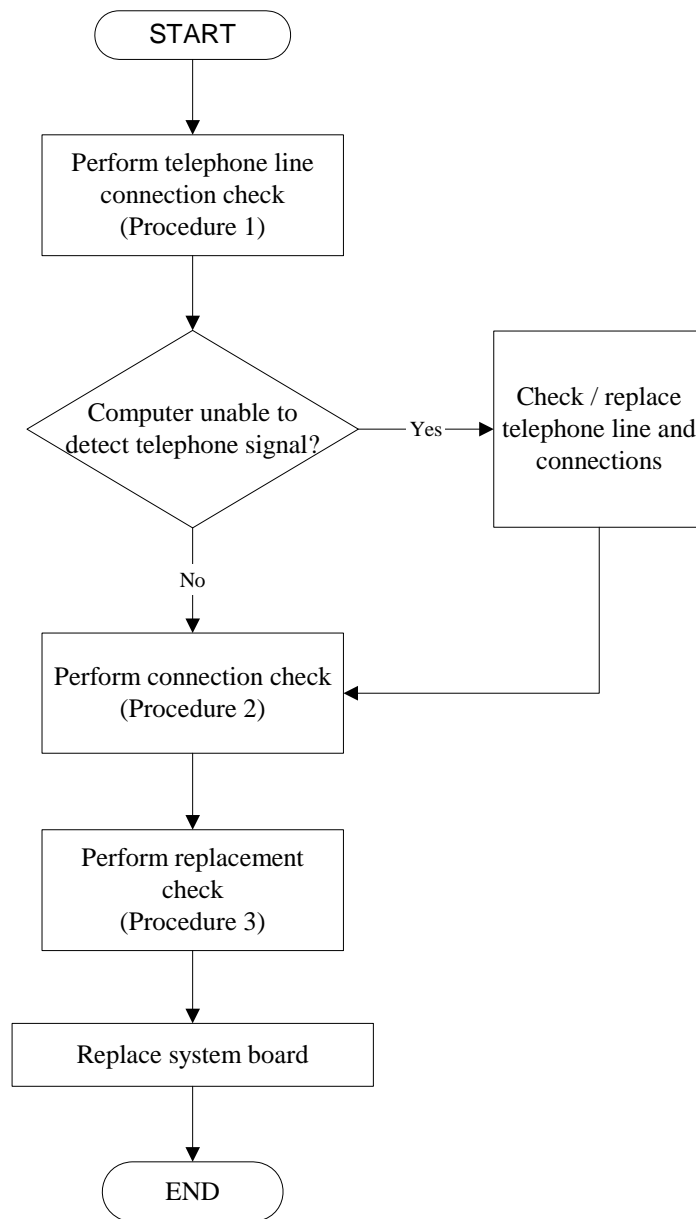 START
Perform telephone line
connection check
(Procedure 1)
Computer unable to
detect telephone signal?
Yes
Check / replace
telephone line and
connections
No
Perform connection check
(Procedure 2)
Perform replacement
check
(Procedure 3)
Replace system board
END